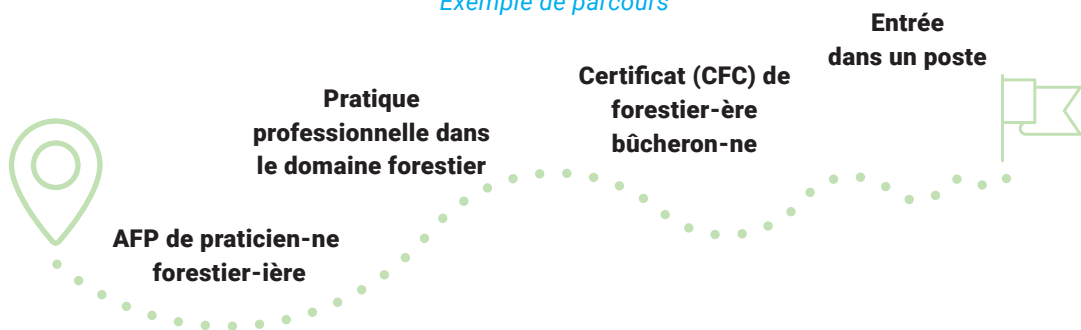 Exemple de parcours
AFP de praticien-ne
forestier-ière
Pratique
professionnelle dans
le domaine forestier
Certificat (CFC) de
forestier-ère
bûcheron-ne
Entrée
dans un poste